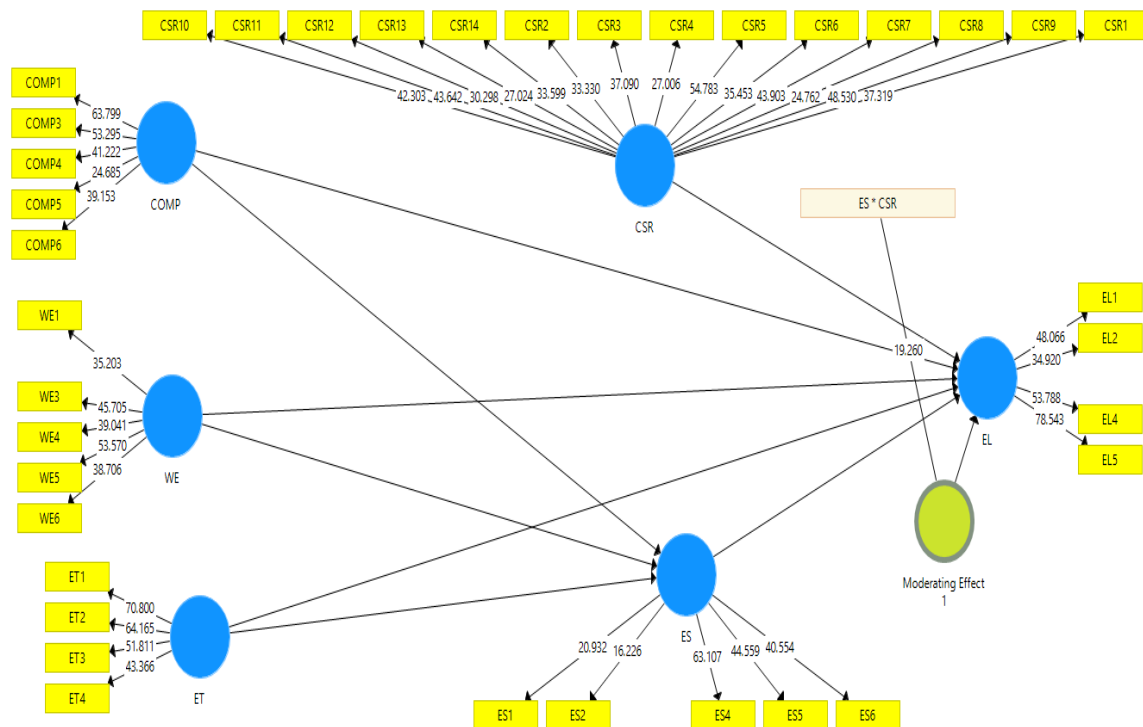 CSR10 CSR11 CSR12 CSR13 CSR14 CSR2 CSR3 CSR4 CSR5 CSR6 CSR7 CSR8 CSR9 CSR1
42.303 43.642 30.298 27.024 33.599 33.330 37.090 27.006 54.783 35.453 43.903 24.762 48.530 37.319
CSR
COMP1
COMP3
COMP4
COMP5
COMP6
63.799
53.295
41.222
24.685
39.153
COMP
ES * CSR
19.260
WE1
WE3
WE4
WE5
WE6
35.203
45.705
39.041
53.570
38.706
WE
EL1
EL2
EL4
EL5
48.066
34.920
53.788
78.543
EL
Moderating Effect
1
ET1
ET2
ET3
ET4
70.800
64.165
51.811
43.366
ET
ES
20.932 16.226 63.107 44.559 40.554
ES1 ES2 ES4 ES5 ES6